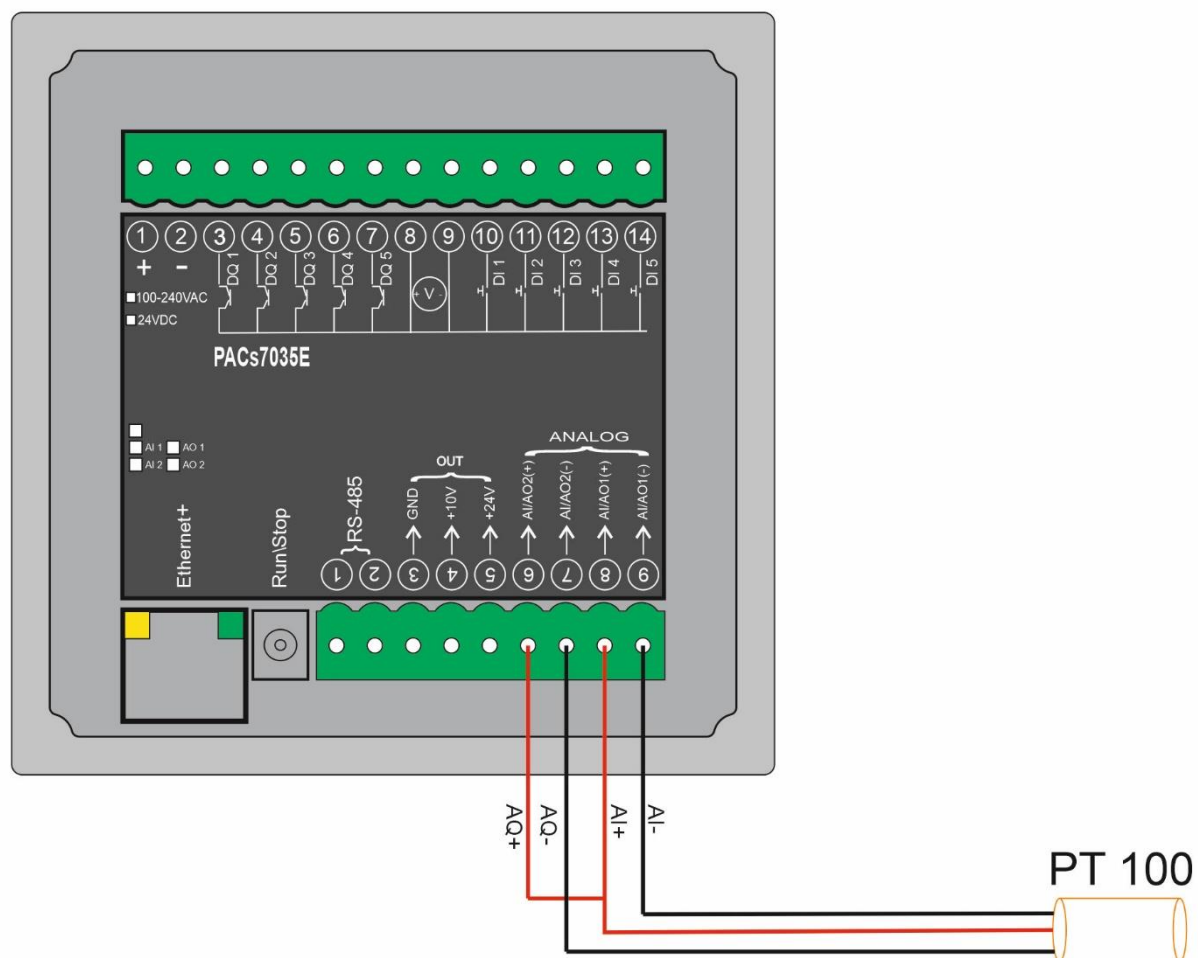 1 2 3 4 5 6 7 8 9 10 11 12 13 14
+ -
DQ 1
DQ 2
DQ 3
DQ 4
DQ 5
+ V -
DI 1
DI 2
DI 3
DI 4
DI 5
100-240VAC
24VDC
PACs7035E
AI 1 AO 1
AI 2 AO 2
Ethernet+
Run\Stop
RS-485
OUT
GND
+10V
+24V
ANALOG
AI/AO2(+)
AI/AO2(-)
AI/AO1(+)
AI/AO1(-)
1 2 3 4 5 6 7 8 9
AQ+
AQ-
AI+
AI-
PT 100